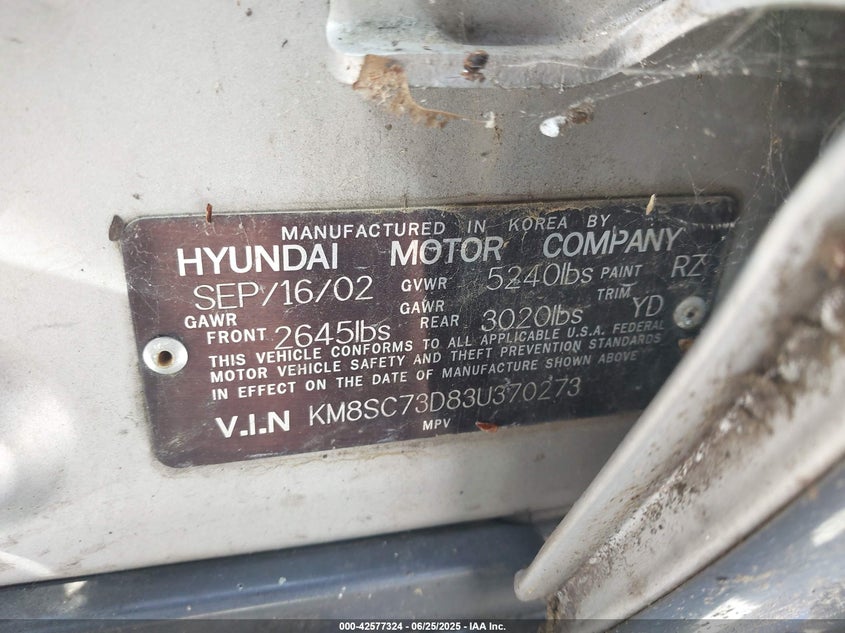 MANUFACTURED IN KOREA BY
HYUNDAI MOTOR COMPANY
SEP/16/02 GVWR 5240lbs PAINT RZ
GAWR FRONT 2645lbs GAWR REAR 3020lbs TRIM YD
THIS VEHICLE CONFORMS TO ALL APPLICABLE U.S.A. FEDERAL
MOTOR VEHICLE SAFETY AND THEFT PREVENTION STANDARDS
IN EFFECT ON THE DATE OF MANUFACTURE SHOWN ABOVE
V.I.N KM8SC73D83U370273
MPV
000-42577324 | 06/25/2025 - IAA Inc.